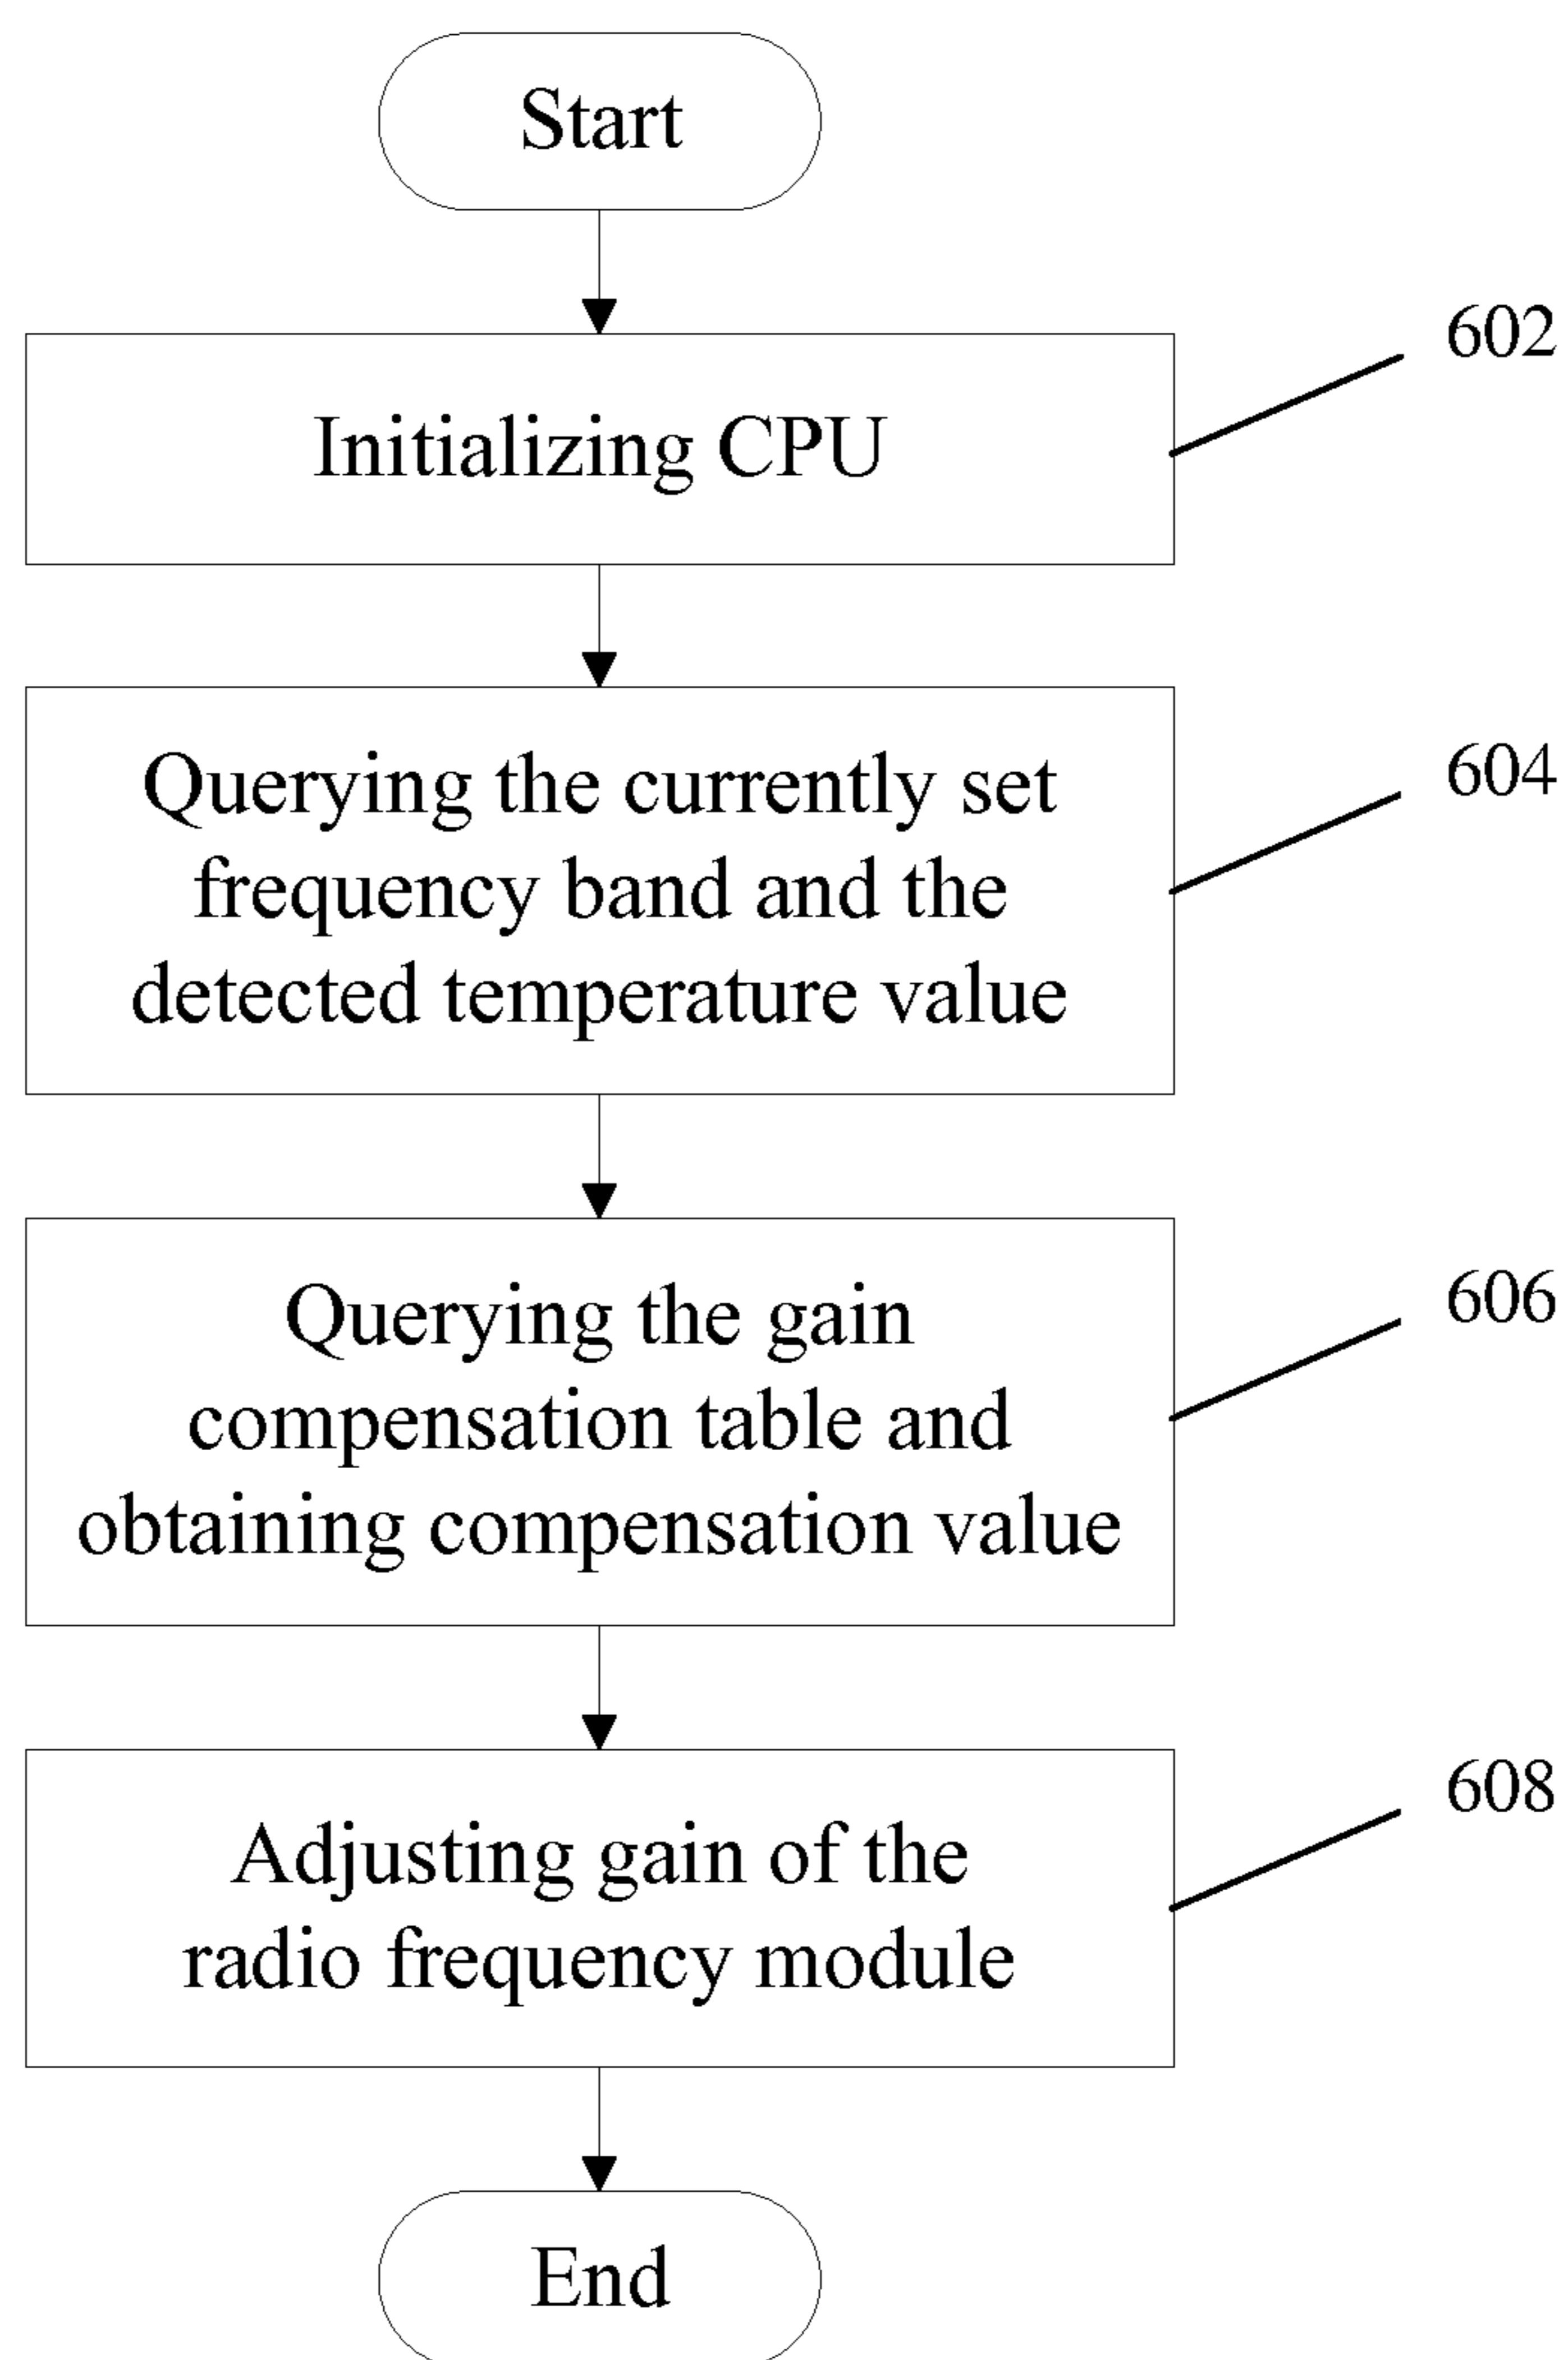 Start
602
Initializing CPU
604
Querying the currently set
frequency band and the
detected temperature value
606
Querying the gain
compensation table and
obtaining compensation value
608
Adjusting gain of the
radio frequency module
End